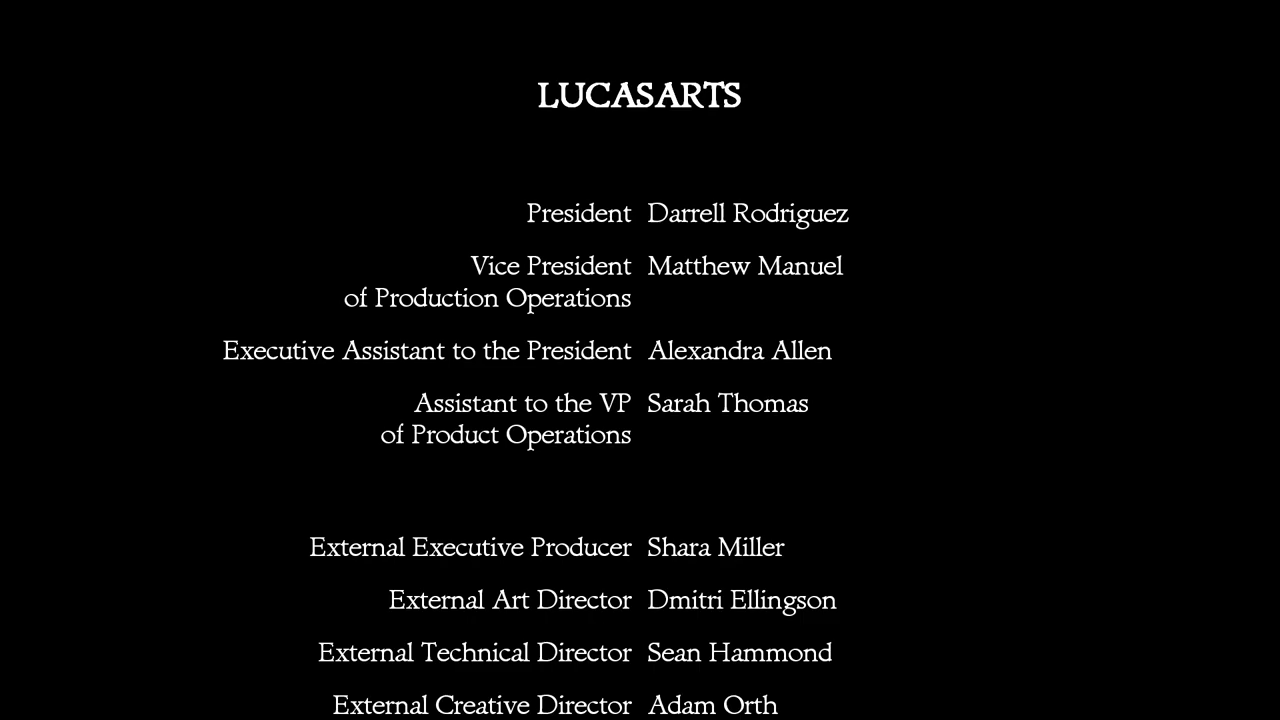 LUCASARTS
President Darrell Rodriguez
Vice President Matthew Manuel
of Production Operations
Executive Assistant to the President Alexandra Allen
Assistant to the VP Sarah Thomas
of Product Operations
External Executive Producer Shara Miller
External Art Director Dmitri Ellingson
External Technical Director Sean Hammond
External Creative Director Adam Orth